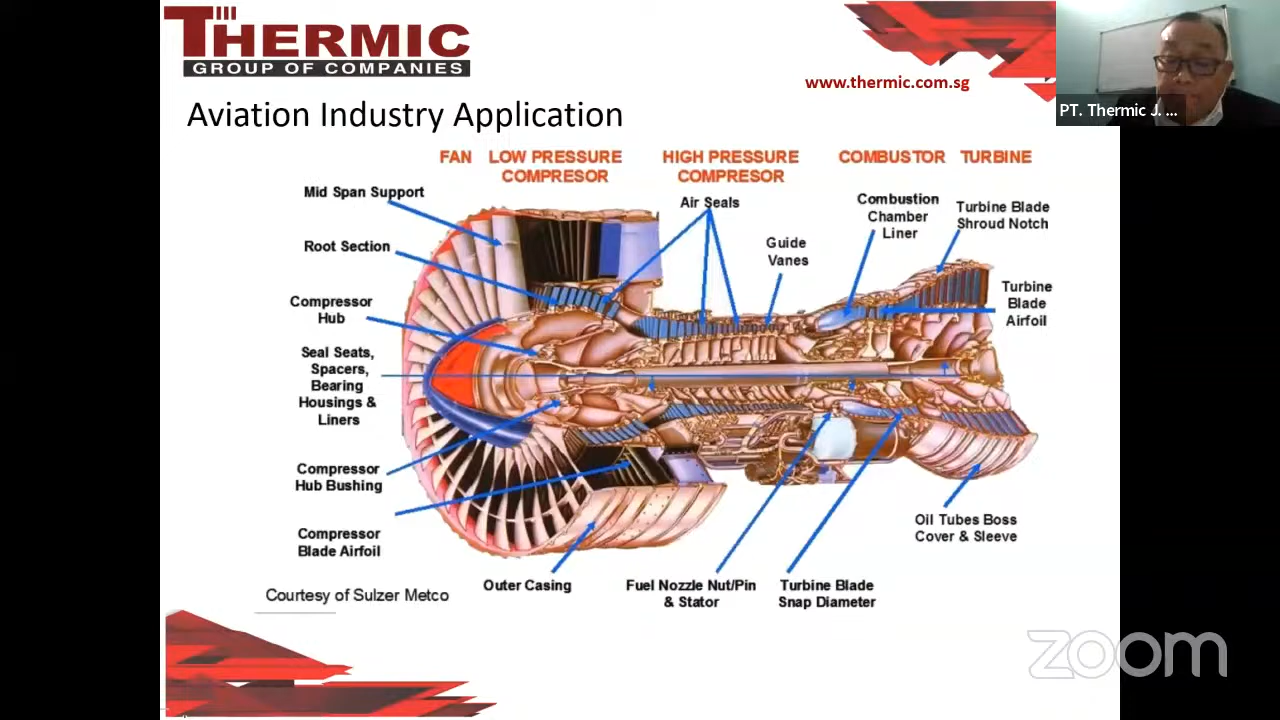 THERMIC
GROUP OF COMPANIES
www.thermic.com.sg
PT. Thermic J. ...
Aviation Industry Application
FAN
LOW PRESSURE
COMPRESOR
HIGH PRESSURE
COMPRESOR
COMBUSTOR
TURBINE
Mid Span Support
Root Section
Compressor
Hub
Seal Seats,
Spacers,
Bearing
Housings &
Liners
Compressor
Hub Bushing
Compressor
Blade Airfoil
Air Seals
Guide
Vanes
Combustion
Chamber
Liner
Turbine Blade
Shroud Notch
Turbine
Blade
Airfoil
Oil Tubes Boss
Cover & Sleeve
Outer Casing
Fuel Nozzle Nut/Pin
& Stator
Turbine Blade
Snap Diameter
Courtesy of Sulzer Metco
zoom